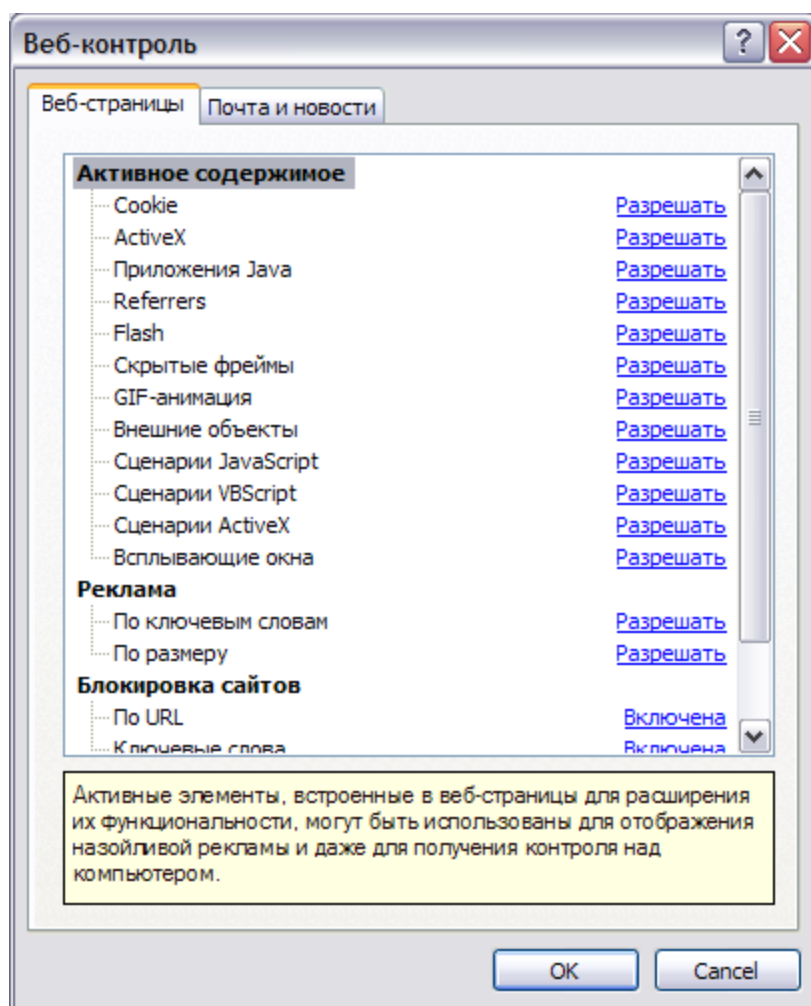 Веб-контроль
Веб-страницы Почта и новости
Активное содержимое
Cookie Разрешать
ActiveX Разрешать
Приложения Java Разрешать
Referrers Разрешать
Flash Разрешать
Скрытые фреймы Разрешать
GIF-анимация Разрешать
Внешние объекты Разрешать
Сценарии JavaScript Разрешать
Сценарии VBScript Разрешать
Сценарии ActiveX Разрешать
Всплывающие окна Разрешать
Реклама
По ключевым словам Разрешать
По размеру Разрешать
Блокировка сайтов
По URL Включена
Ключевые слова Включена
Активные элементы, встроенные в веб-страницы для расширения
их функциональности, могут быть использованы для отображения
назойливой рекламы и даже для получения контроля над
компьютером.
OK Cancel